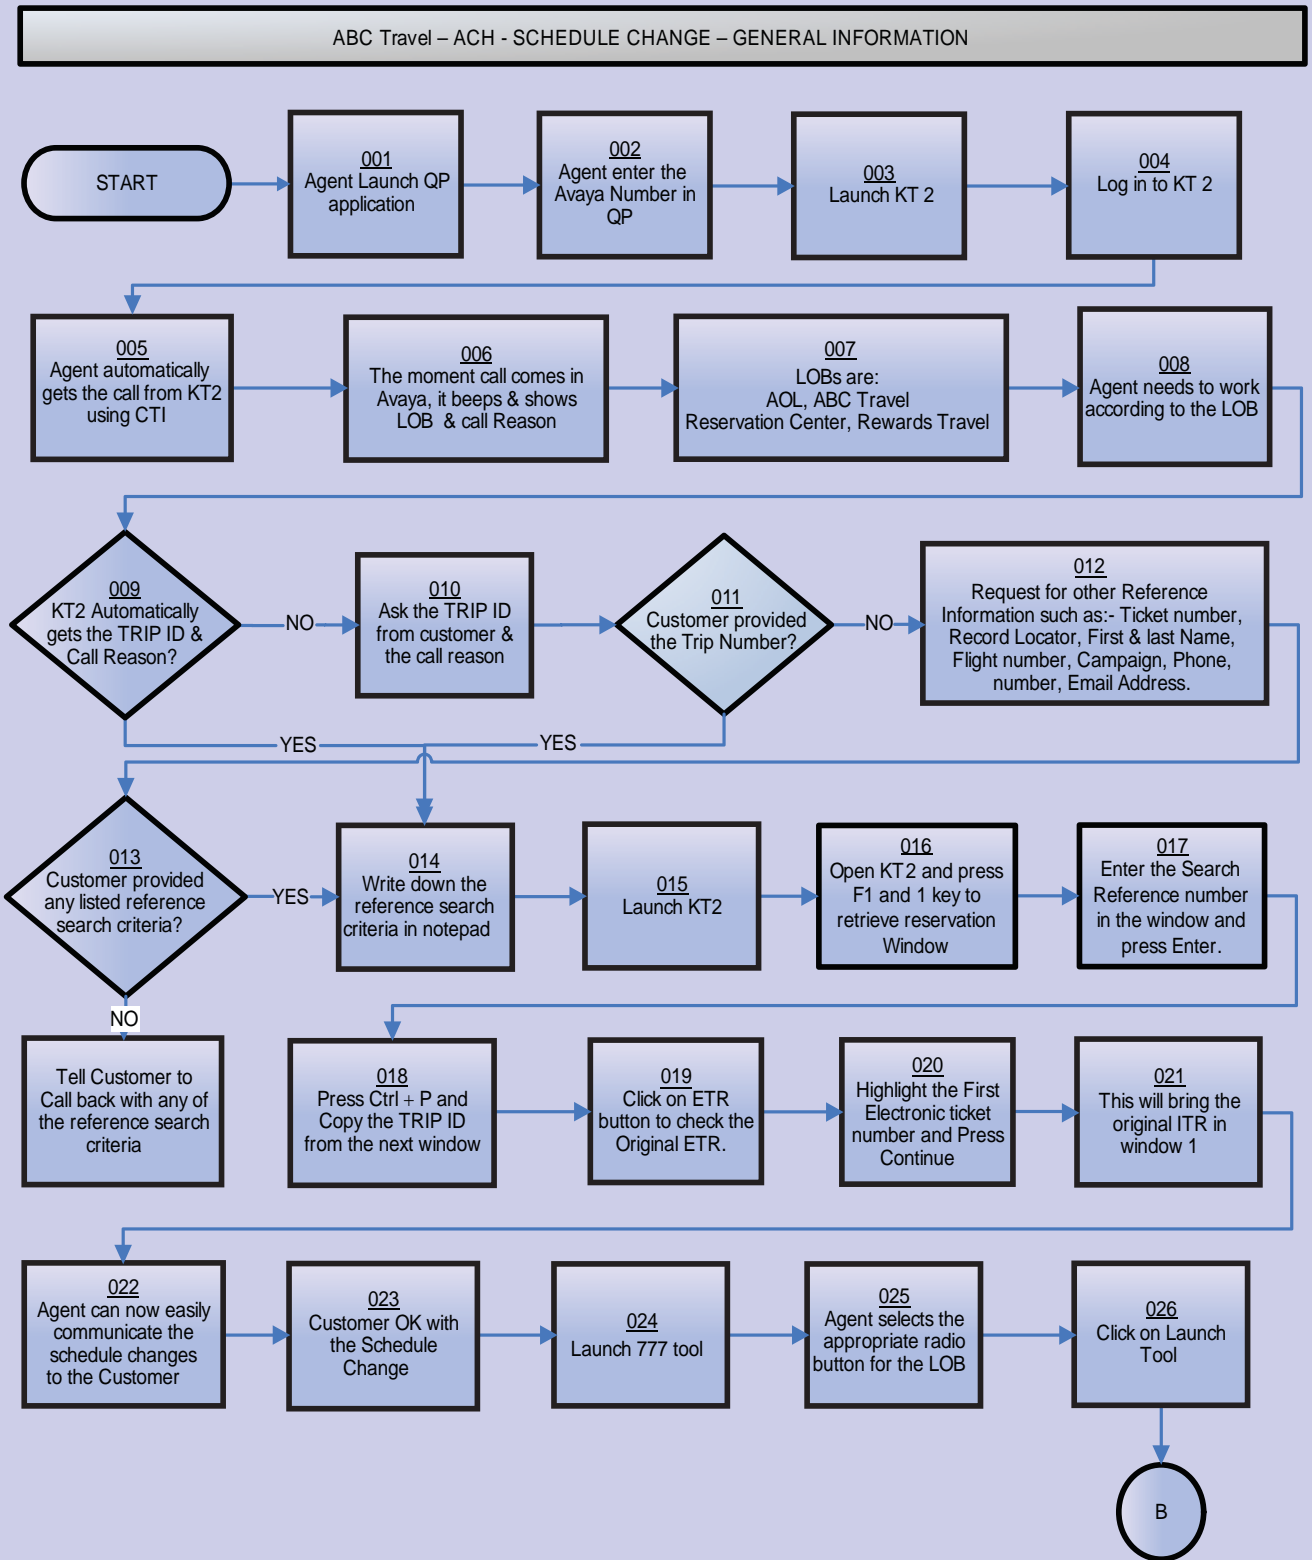 ABC Travel – ACH - SCHEDULE CHANGE – GENERAL INFORMATION
START
001
Agent Launch QP
application
002
Agent enter the
Avaya Number in
QP
003
Launch KT 2
004
Log in to KT 2
005
Agent automatically
gets the call from KT2
using CTI
006
The moment call comes in
Avaya, it beeps & shows
LOB & call Reason
007
LOBs are:
AOL, ABC Travel
Reservation Center, Rewards Travel
008
Agent needs to work
according to the LOB
009
KT2 Automatically
gets the TRIP ID &
Call Reason?
NO
010
Ask the TRIP ID
from customer &
the call reason
011
Customer provided
the Trip Number?
NO
012
Request for other Reference
Information such as:- Ticket number,
Record Locator, First & last Name,
Flight number, Campaign, Phone,
number, Email Address.
YES
YES
013
Customer provided
any listed reference
search criteria?
YES
014
Write down the
reference search
criteria in notepad
015
Launch KT2
016
Open KT2 and press
F1 and 1 key to
retrieve reservation
Window
017
Enter the Search
Reference number
in the window and
press Enter.
NO
Tell Customer to
Call back with any of
the reference search
criteria
018
Press Ctrl + P and
Copy the TRIP ID
from the next window
019
Click on ETR
button to check the
Original ETR.
020
Highlight the First
Electronic ticket
number and Press
Continue
021
This will bring the
original ITR in
window 1
022
Agent can now easily
communicate the
schedule changes
to the Customer
023
Customer OK with
the Schedule
Change
024
Launch 777 tool
025
Agent selects the
appropriate radio
button for the LOB
026
Click on Launch
Tool
B